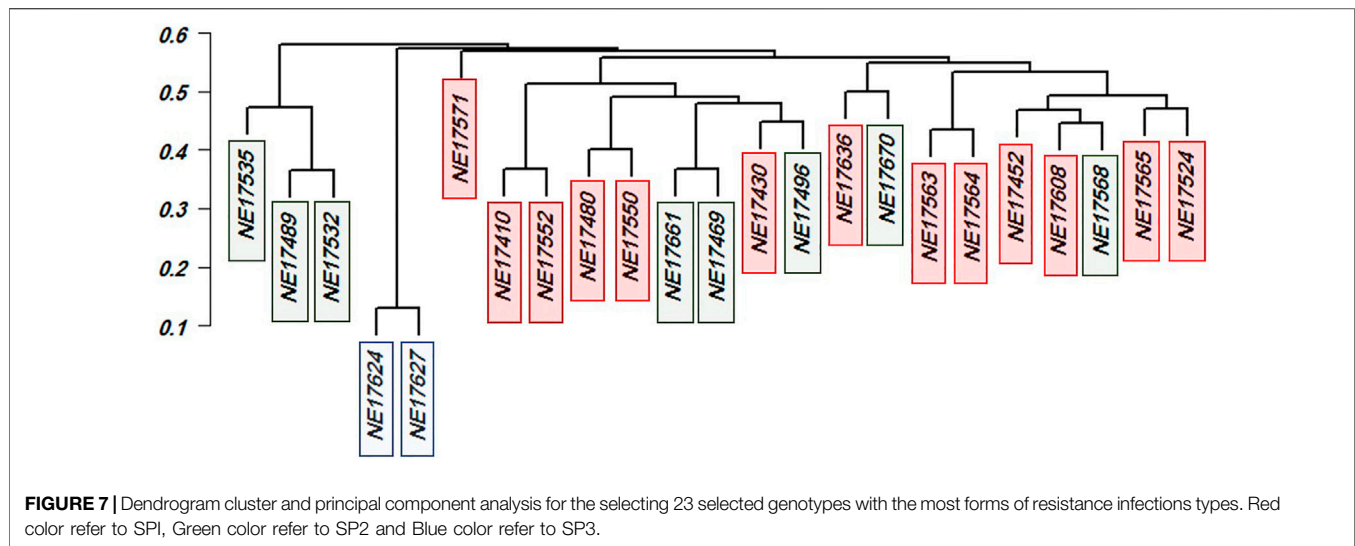 0.6
0.5
0.4
0.3
0.2
0.1
NE17535
NE17489
NE17532
NE17624
NE17627
NE17571
NE17410
NE17552
NE17480
NE17550
NE17661
NE17469
NE17430
NE17496
NE17636
NE17670
NE17563
NE17564
NE17452
NE17608
NE17568
NE17565
NE17524
FIGURE 7 | Dendrogram cluster and principal component analysis for the selecting 23 selected genotypes with the most forms of resistance infections types. Red
color refer to SPI, Green color refer to SP2 and Blue color refer to SP3.